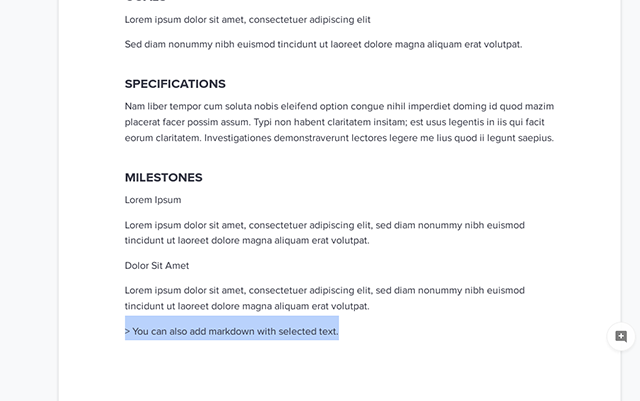 Lorem ipsum dolor sit amet, consectetuer adipiscing elit
Sed diam nonummy nibh euismod tincidunt ut laoreet dolore magna aliquam erat volutpat.
SPECIFICATIONS
Nam liber tempor cum soluta nobis eleifend option congue nihil imperdiet doming id quod mazim
placerat facer possim assum. Typi non habent claritatem insitam; est usus legentis in iis qui facit
eorum claritatem. Investigationes demonstraverunt lectores legere me lius quod ii legunt saepius.
MILESTONES
Lorem Ipsum
Lorem ipsum dolor sit amet, consectetuer adipiscing elit, sed diam nonummy nibh euismod
tincidunt ut laoreet dolore magna aliquam erat volutpat.
Dolor Sit Amet
Lorem ipsum dolor sit amet, consectetuer adipiscing elit, sed diam nonummy nibh euismod
tincidunt ut laoreet dolore magna aliquam erat volutpat.
> You can also add markdown with selected text.